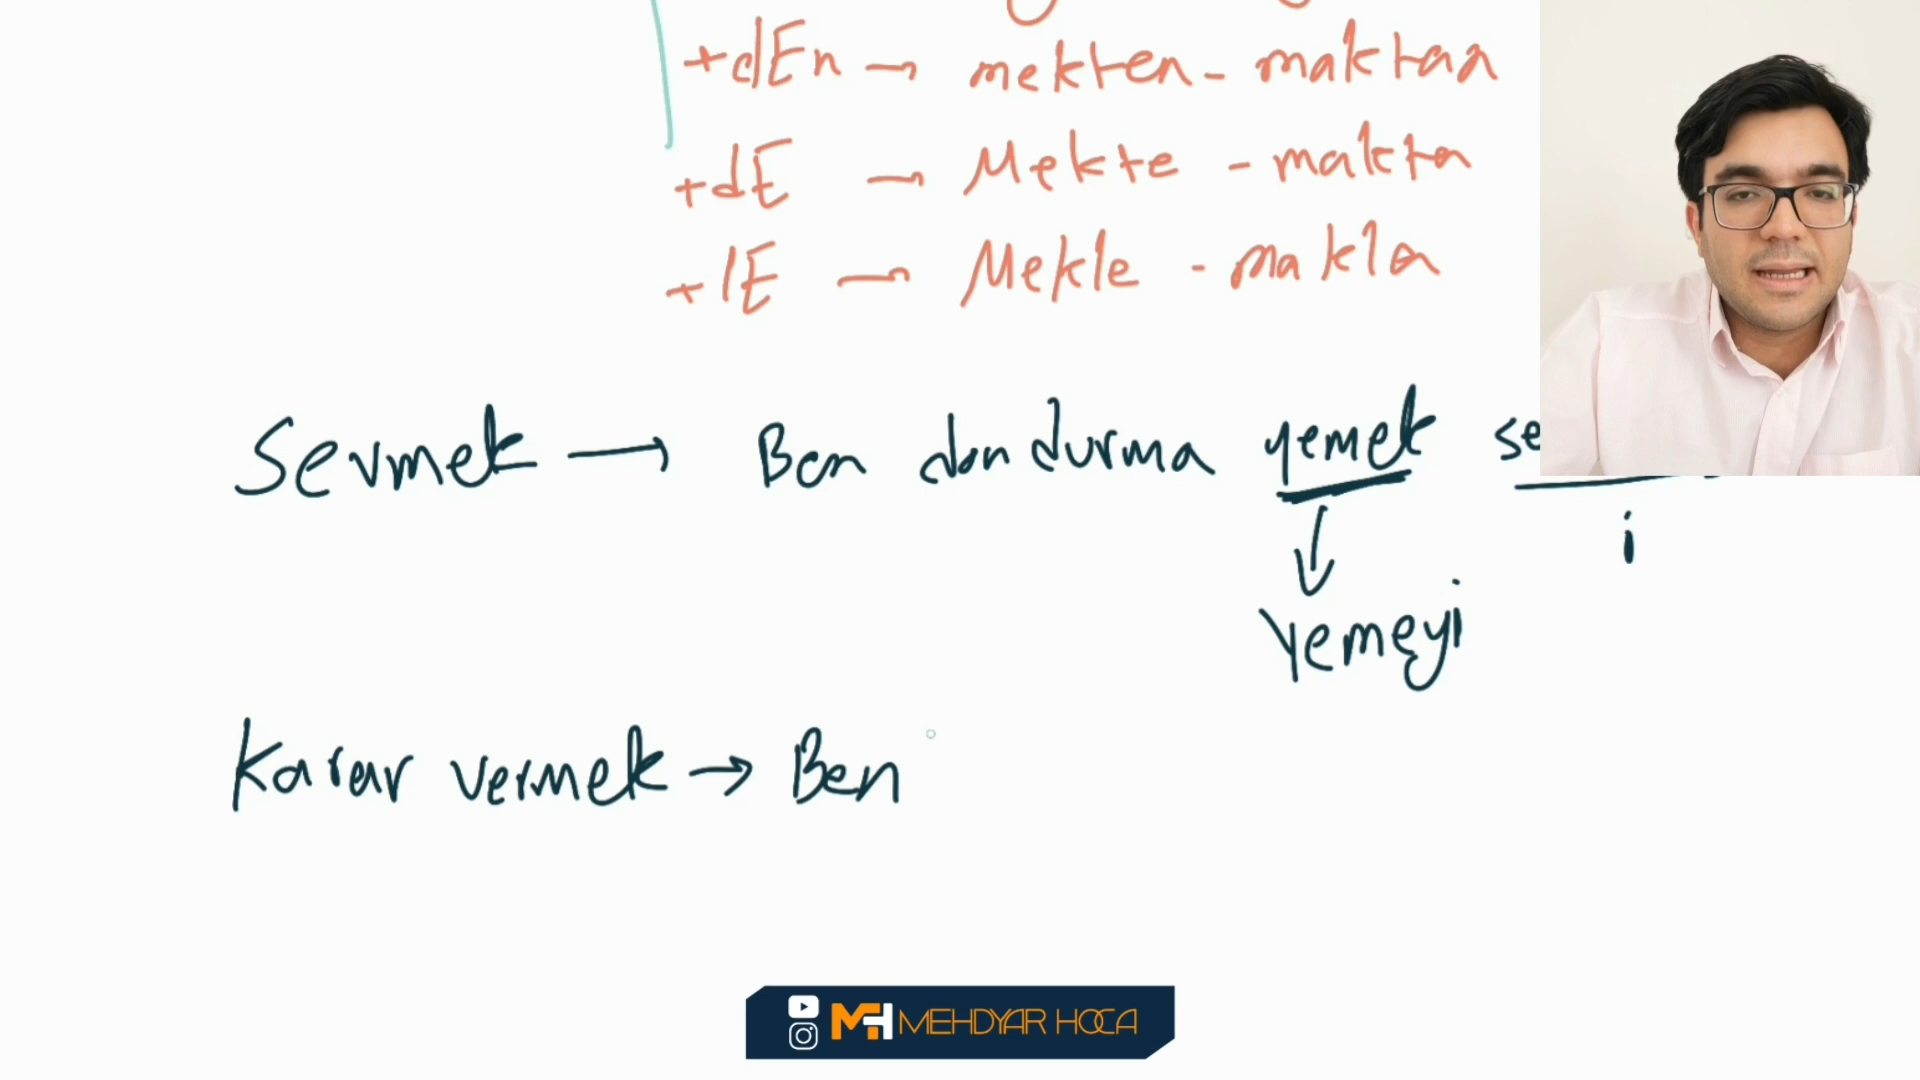 +dEn → mekten - maktan
+dE → Mekte - makta
+lE → Mekle - makla
Sevmek → Ben dondurma yemek se
i
yemeyi
Karar vermek → Ben
MH MEHDYAR HOCA